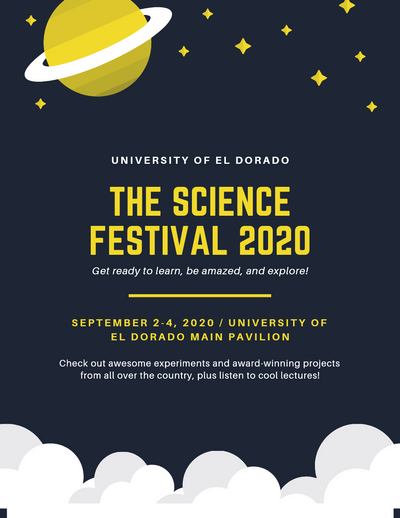 UNIVERSITY OF EL DORADO
THE SCIENCE
FESTIVAL 2020
Get ready to learn, be amazed, and explore!
SEPTEMBER 2-4, 2020 / UNIVERSITY OF
EL DORADO MAIN PAVILION
Check out awesome experiments and award-winning projects
from all over the country, plus listen to cool lectures!